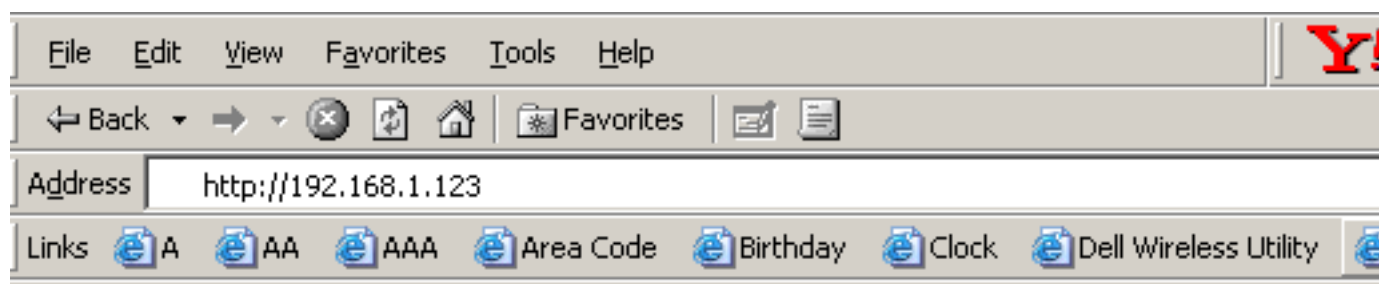 File Edit View Favorites Tools Help Y!
Back Favorites
Address http://192.168.1.123
Links A AA AAA Area Code Birthday Clock Dell Wireless Utility